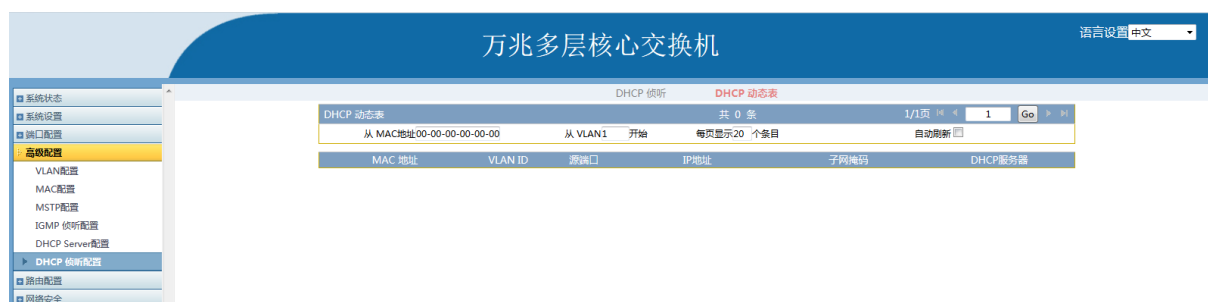 万兆多层核心交换机
语言设置 中文
系统状态
系统设置
端口配置
高级配置
VLAN配置
MAC配置
MSTP配置
IGMP 侦听配置
DHCP Server配置
DHCP 侦听配置
路由配置
网络安全
DHCP 侦听 DHCP 动态表
DHCP 动态表 共 0 条 1/1页 1 Go
从 MAC地址 00-00-00-00-00-00 从 VLAN 1 开始 每页显示 20 个条目 自动刷新
MAC 地址 VLAN ID 源端口 IP地址 子网掩码 DHCP服务器